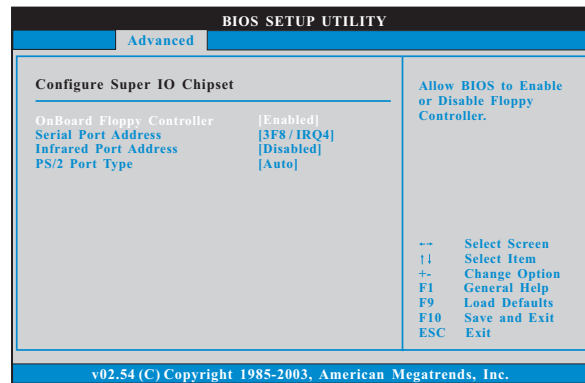 BIOS SETUP UTILITY
Advanced
Configure Super IO Chipset
OnBoard Floppy Controller [Enabled]
Serial Port Address [3F8 / IRQ4]
Infrared Port Address [Disabled]
PS/2 Port Type [Auto]
Allow BIOS to Enable
or Disable Floppy
Controller.
←→ Select Screen
↑↓ Select Item
+- Change Option
F1 General Help
F9 Load Defaults
F10 Save and Exit
ESC Exit
v02.54 (C) Copyright 1985-2003, American Megatrends, Inc.